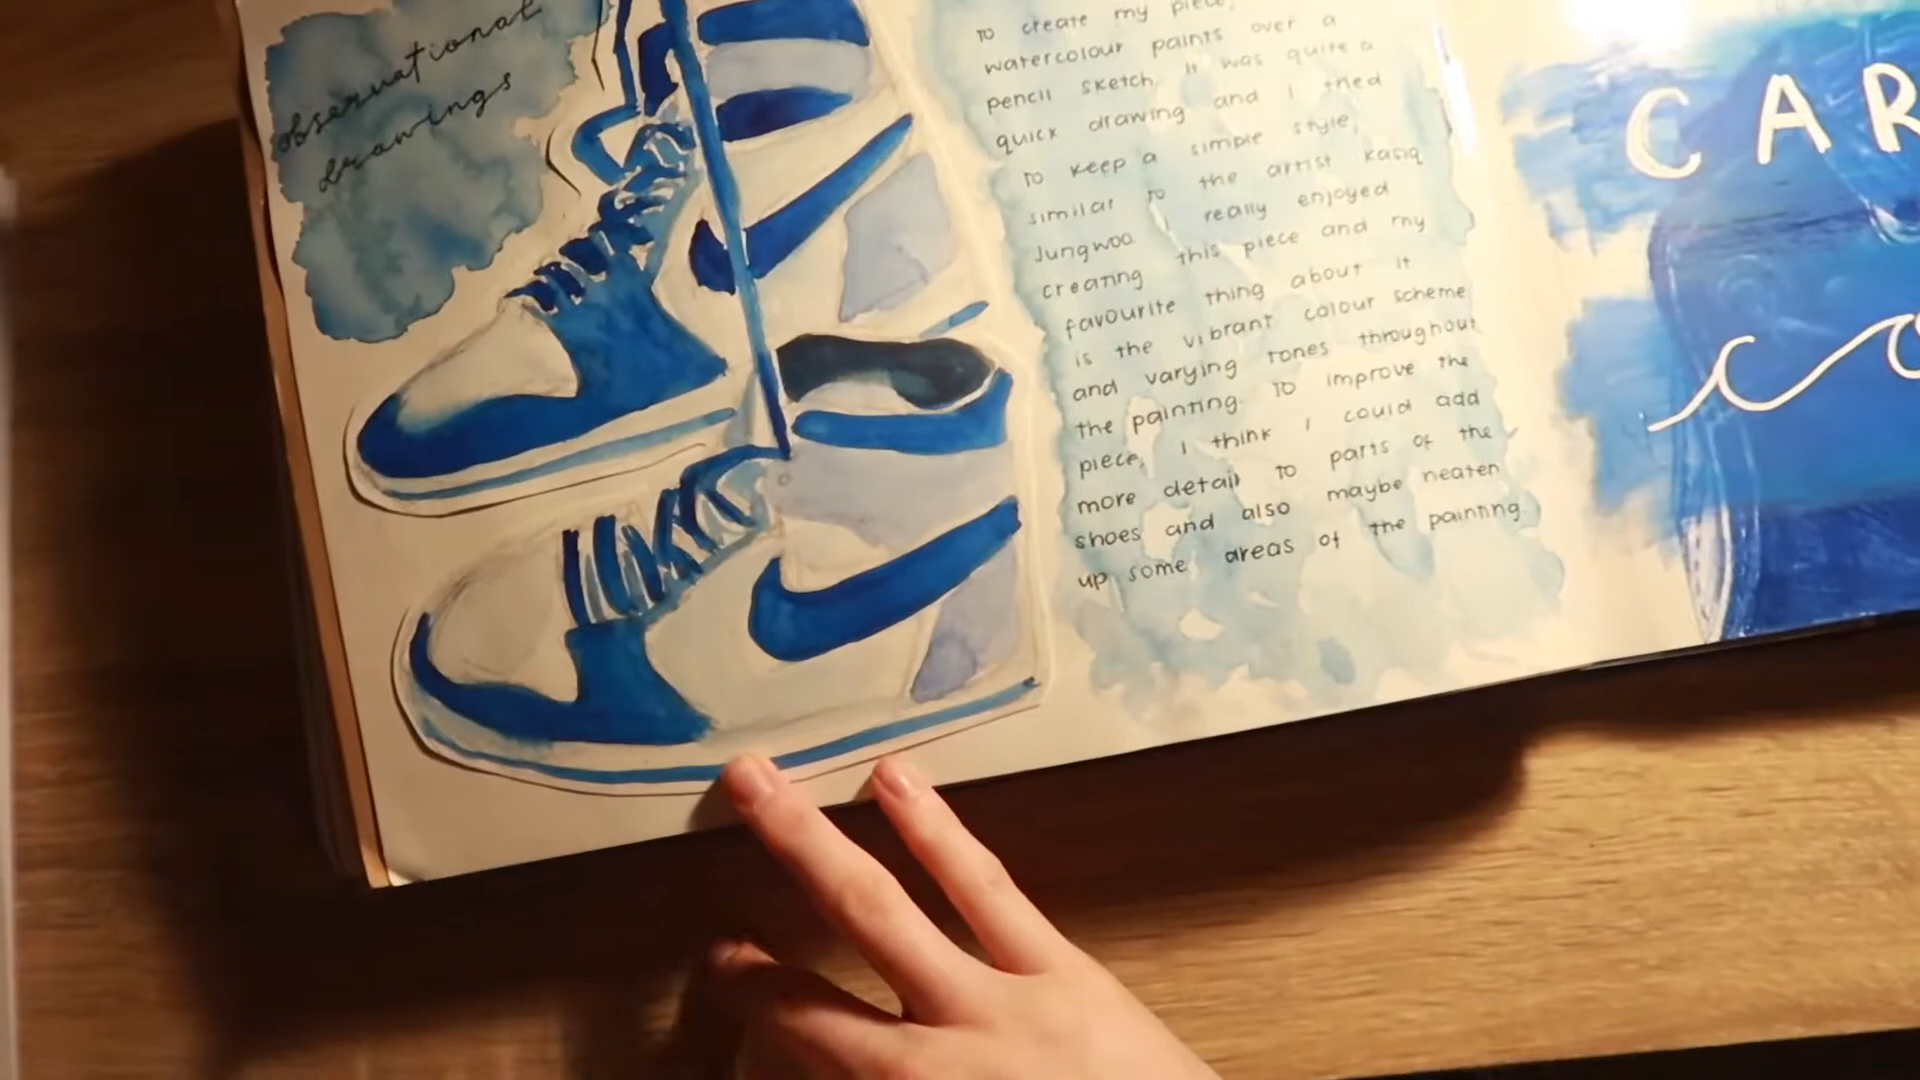 observational
drawings
To create my piece,
watercolour paints over a
pencil sketch. It was quite a
quick drawing and I tried
to keep a simple style,
similar to the artist Kasiq
Jungwoo. I really enjoyed
creating this piece and my
favourite thing about it
is the vibrant colour scheme
and varying tones throughout
the painting. To improve the
piece, I think I could add
more detail to parts of the
shoes and also maybe neaten
up some areas of the painting.
CAR
co